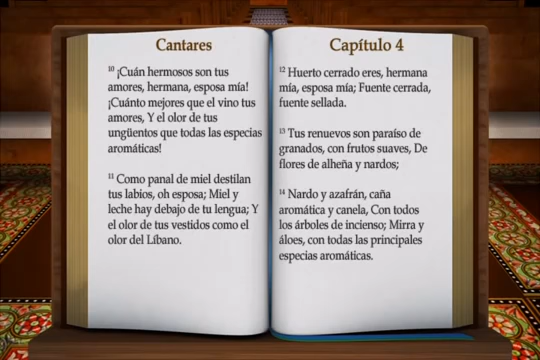 Cantares
10 ¡Cuán hermosos son tus
amores, hermana, esposa mía!
¡Cuánto mejores que el vino tus
amores, Y el olor de tus
ungüentos que todas las especias
aromáticas!
11 Como panal de miel destilan
tus labios, oh esposa; Miel y
leche hay debajo de tu lengua; Y
el olor de tus vestidos como el
olor del Líbano.
Capítulo 4
12 Huerto cerrado eres, hermana
mía, esposa mía; Fuente cerrada,
fuente sellada.
13 Tus renuevos son paraíso de
granados, con frutos suaves, De
flores de alheña y nardos;
14 Nardo y azafrán, caña
aromática y canela, Con todos
los árboles de incienso; Mirra y
áloes, con todas las principales
especias aromáticas.